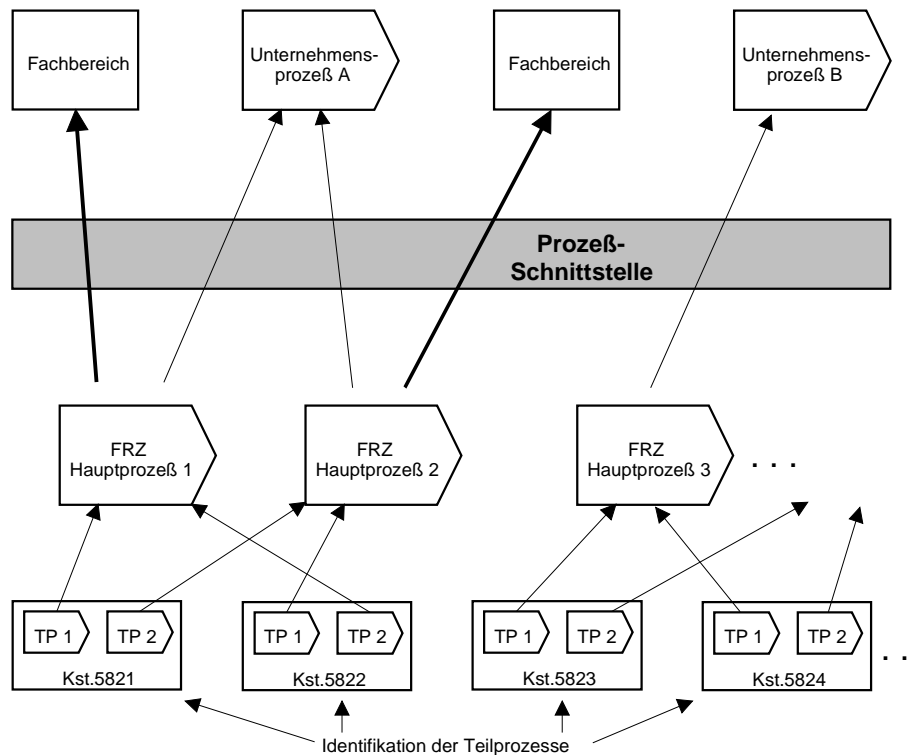 Fachbereich
Unternehmens-
prozeß A
Fachbereich
Unternehmens-
prozeß B
Prozeß-
Schnittstelle
FRZ
Hauptprozeß 1
FRZ
Hauptprozeß 2
FRZ
Hauptprozeß 3
. . .
TP 1
TP 2
Kst.5821
TP 1
TP 2
Kst.5822
TP 1
TP 2
Kst.5823
TP 1
TP 2
Kst.5824
. .
Identifikation der Teilprozesse